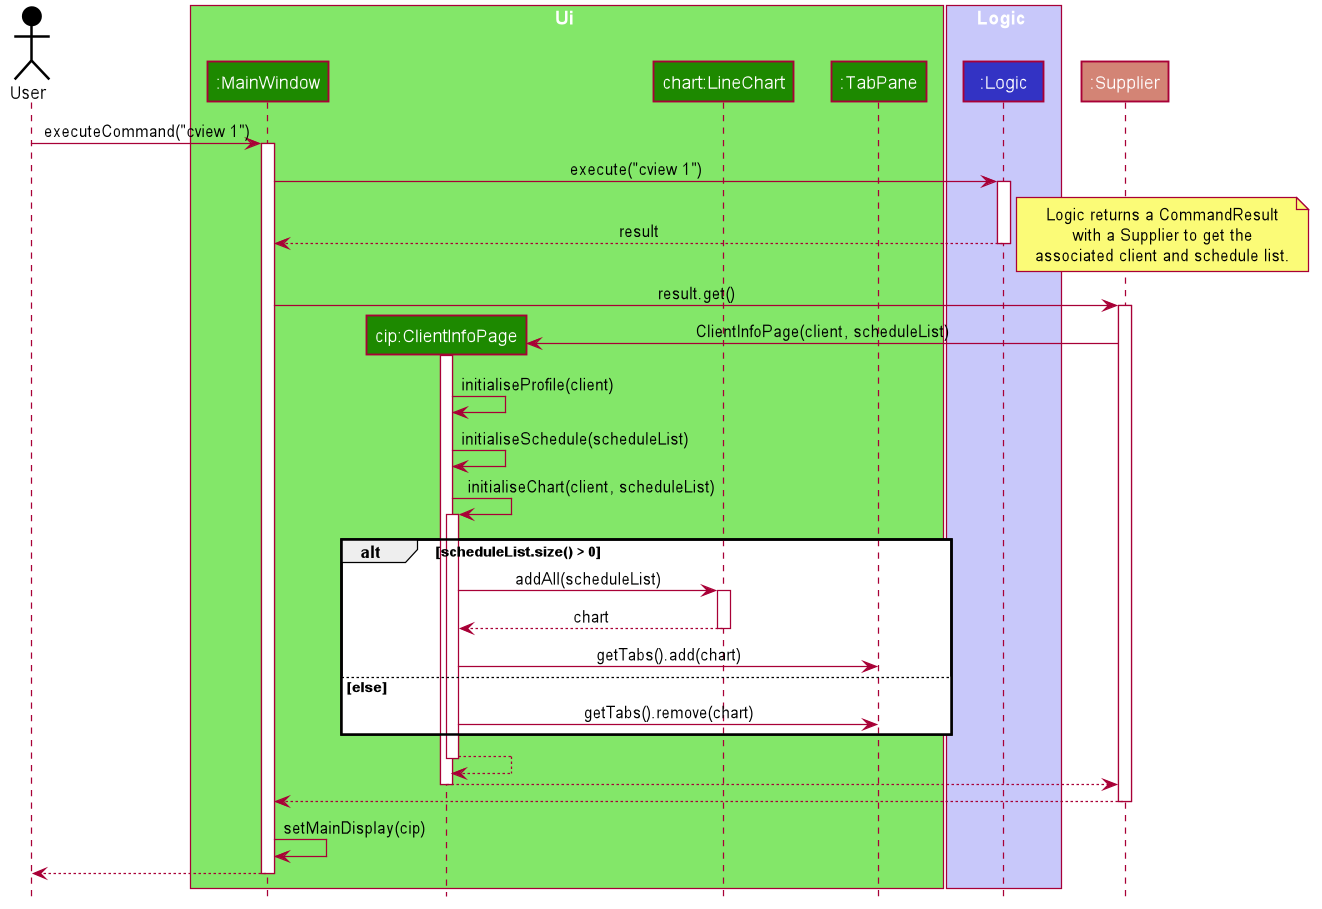 Ui
Logic
User
:MainWindow
chart:LineChart
:TabPane
:Logic
:Supplier
executeCommand("cview 1")
execute("cview 1")
Logic returns a CommandResult
with a Supplier to get the
associated client and schedule list.
result
result.get()
cip:ClientInfoPage
ClientInfoPage(client, scheduleList)
initialiseProfile(client)
initialiseSchedule(scheduleList)
initialiseChart(client, scheduleList)
alt
[scheduleList.size() > 0]
addAll(scheduleList)
chart
getTabs().add(chart)
[else]
getTabs().remove(chart)
setMainDisplay(cip)